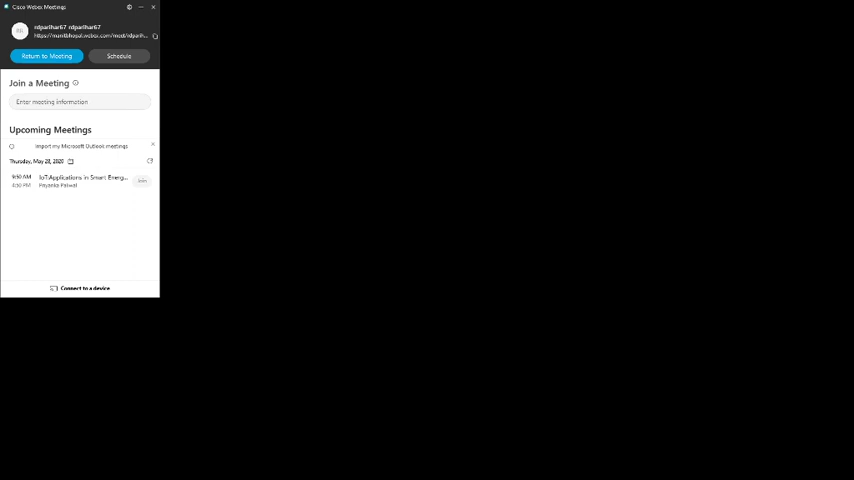 Cisco Webex Meetings
RK
rdparihar67 rdparihar67
Return to Meeting
Schedule
Join a Meeting
Enter meeting information
Upcoming Meetings
Import my Microsoft Outlook meetings
Thursday, May 28, 2020
9:30 AM
IoT:Applications in Smart Energ...
4:30 PM
Priyanka Paliwal
Join
Connect to a device